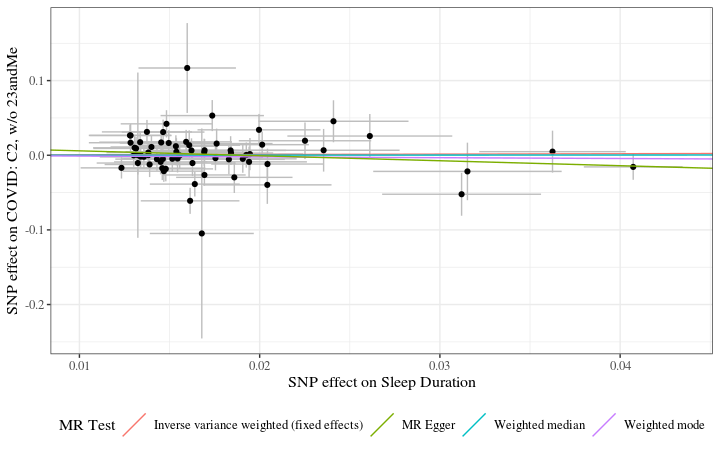 SNP effect on COVID: C2, w/o 23andMe
0.1
0.0
-0.1
-0.2
0.01
0.02
0.03
0.04
SNP effect on Sleep Duration
MR Test
Inverse variance weighted (fixed effects)
MR Egger
Weighted median
Weighted mode